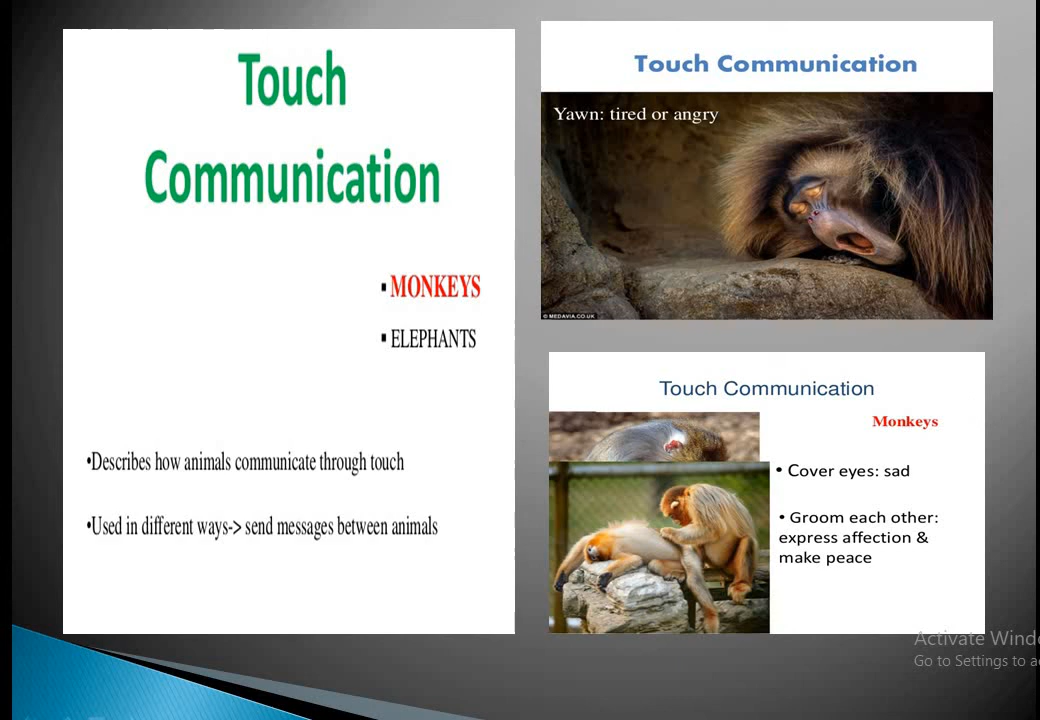 Touch
Communication
▪ MONKEYS
▪ ELEPHANTS
•Describes how animals communicate through touch
•Used in different ways-> send messages between animals
Touch Communication
Yawn: tired or angry
© MEDAVIA.CO.UK
Touch Communication
Monkeys
• Cover eyes: sad
• Groom each other:
express affection &
make peace
Activate Windo
Go to Settings to a